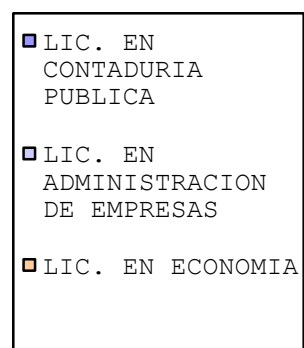 LIC. EN
CONTADURIA
PUBLICA
LIC. EN
ADMINISTRACION
DE EMPRESAS
LIC. EN ECONOMIA